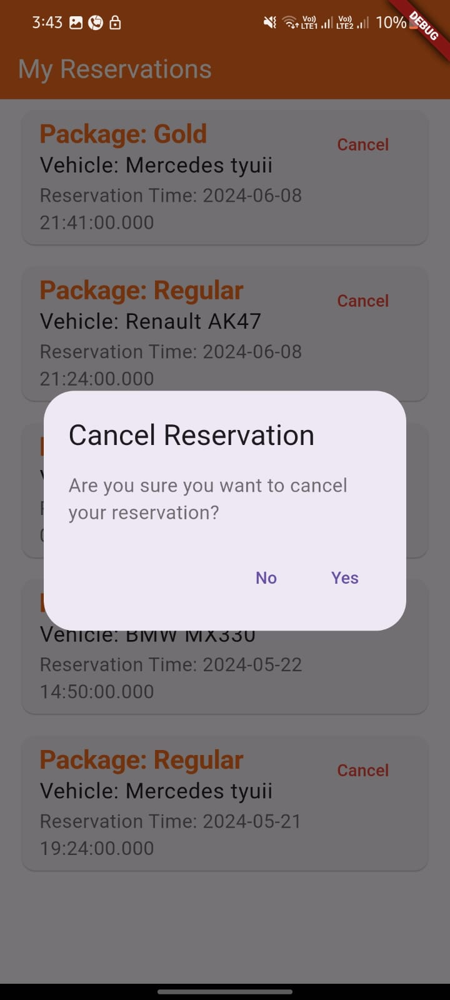 3:43
Vo)) LTE1 Vo)) LTE2 10%
DEBUG
My Reservations
Package: Gold
Cancel
Vehicle: Mercedes tyuii
Reservation Time: 2024-06-08
21:41:00.000
Package: Regular
Cancel
Vehicle: Renault AK47
Reservation Time: 2024-06-08
21:24:00.000
Cancel Reservation
Are you sure you want to cancel
your reservation?
No Yes
Vehicle: BMW MX330
Reservation Time: 2024-05-22
14:50:00.000
Package: Regular
Cancel
Vehicle: Mercedes tyuii
Reservation Time: 2024-05-21
19:24:00.000